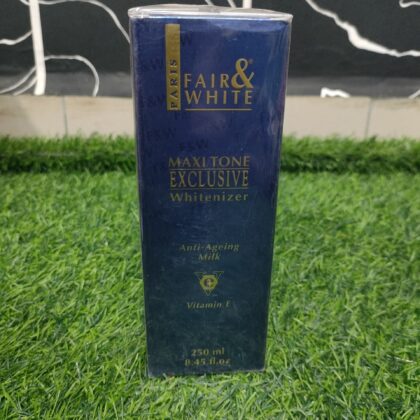 PARIS
FAIR&
WHITE
MAXITONE
EXCLUSIVE
Whitenizer
Anti-Ageing
Milk
Vitamin E
250 ml
8.45 fl.oz